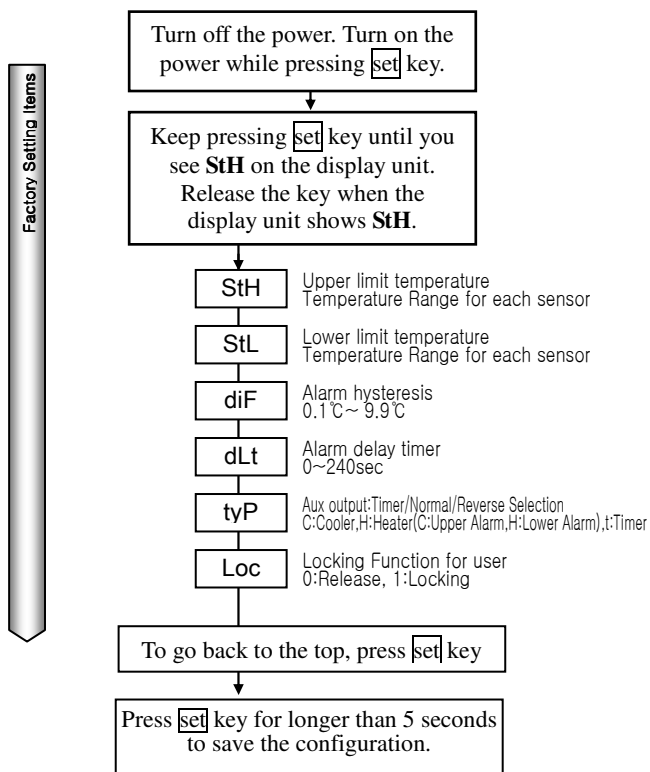 Factory Setting Items
Turn off the power. Turn on the
power while pressing set key.
Keep pressing set key until you
see StH on the display unit.
Release the key when the
display unit shows StH.
StH
Upper limit temperature
Temperature Range for each sensor
StL
Lower limit temperature
Temperature Range for each sensor
diF
Alarm hysteresis
0.1℃~ 9.9℃
dLt
Alarm delay timer
0~240sec
tyP
Aux output:Timer/Normal/Reverse Selection
C:Cooler,H:Heater(C:Upper Alarm,H:Lower Alarm),t:Timer
Loc
Locking Function for user
0:Release, 1:Locking
To go back to the top, press set key
Press set key for longer than 5 seconds
to save the configuration.